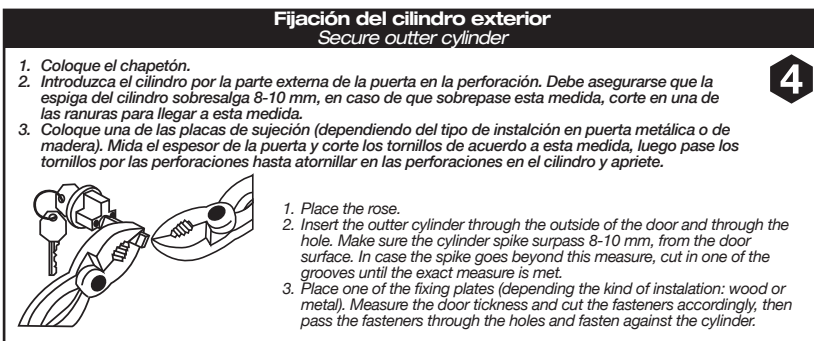 Fijación del cilindro exterior
Secure outter cylinder
4
1. Coloque el chapetón.
2. Introduzca el cilindro por la parte externa de la puerta en la perforación. Debe asegurarse que la
espiga del cilindro sobresalga 8-10 mm, en caso de que sobrepase esta medida, corte en una de
las ranuras para llegar a esta medida.
3. Coloque una de las placas de sujeción (dependiendo del tipo de instalción en puerta metálica o de
madera). Mida el espesor de la puerta y corte los tornillos de acuerdo a esta medida, luego pase los
tornillos por las perforaciones hasta atornillar en las perforaciones en el cilindro y apriete.
1. Place the rose.
2. Insert the outter cylinder through the outside of the door and through the
hole. Make sure the cylinder spike surpass 8-10 mm, from the door
surface. In case the spike goes beyond this measure, cut in one of the
grooves until the exact measure is met.
3. Place one of the fixing plates (depending the kind of instalation: wood or
metal). Measure the door tickness and cut the fasteners accordingly, then
pass the fasteners through the holes and fasten against the cylinder.